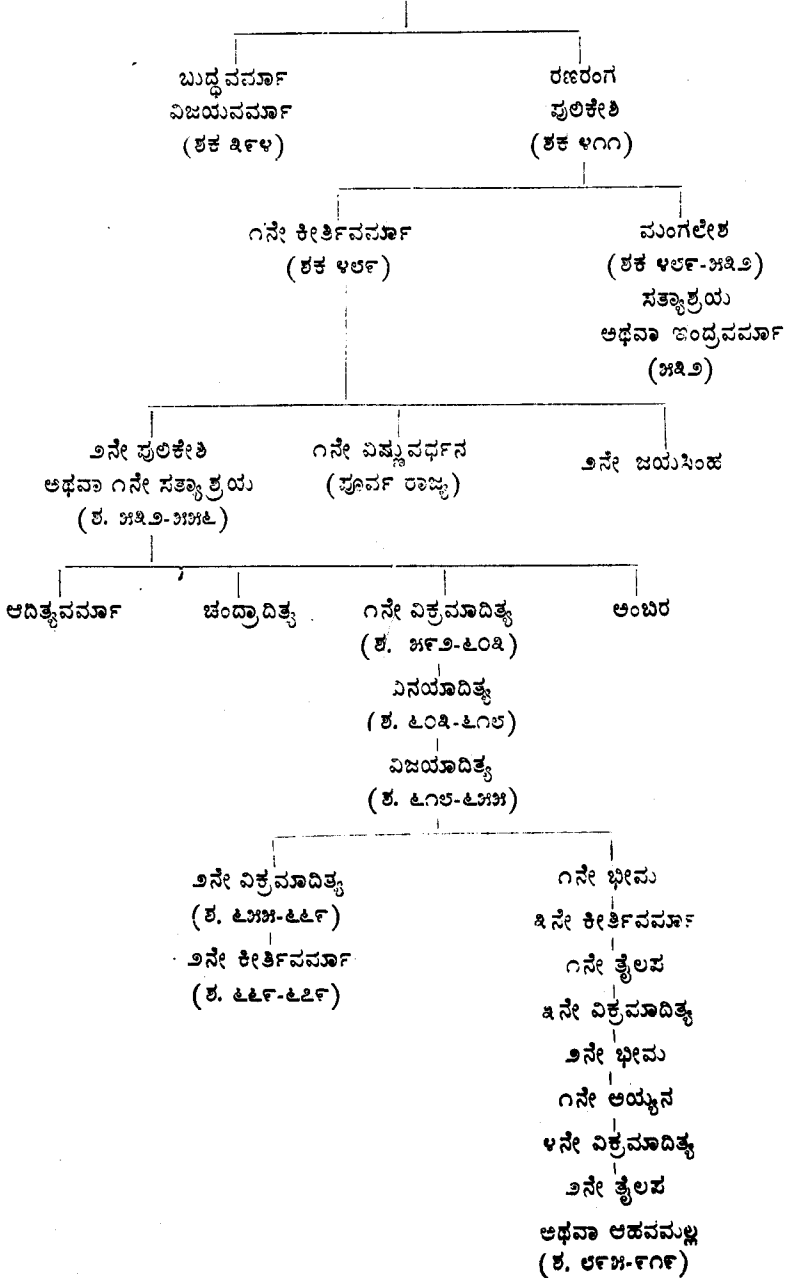 ಬುದ್ಧವರ್ಮಾ
ವಿಜಯವರ್ಮಾ
(ಶಕ ೩೯೪)
ರಣರಂಗ
ಪುಲಿಕೇಶಿ
(ಶಕ ೪೧೧)
೧ನೇ ಕೀರ್ತಿವರ್ಮಾ
(ಶಕ ೪೮೯)
ಮಂಗಲೇಶ
(ಶಕ ೪೮೯-೫೩೨)
ಸತ್ಯಾಶ್ರಯ
ಅಥವಾ ಇಂದ್ರವರ್ಮಾ
(೫೩೨)
೨ನೇ ಪುಲಿಕೇಶಿ
ಅಥವಾ ೧ನೇ ಸತ್ಯಾಶ್ರಯ
(ಶ. ೫೩೨-೫೫೬)
೧ನೇ ವಿಷ್ಣುವರ್ಧನ
(ಪೂರ್ವ ರಾಜ್ಯ)
೨ನೇ ಜಯಸಿಂಹ
ಆದಿತ್ಯವರ್ಮಾ
ಚಂದ್ರಾದಿತ್ಯ
೧ನೇ ವಿಕ್ರಮಾದಿತ್ಯ
(ಶ. ೫೯೨-೬೦೩)
ಅಂಬಿರ
ವಿನಯಾದಿತ್ಯ
(ಶ. ೬೦೩-೬೧೮)
ವಿಜಯಾದಿತ್ಯ
(ಶ. ೬೧೮-೬೫೫)
೨ನೇ ವಿಕ್ರಮಾದಿತ್ಯ
(ಶ. ೬೫೫-೬೬೯)
೨ನೇ ಕೀರ್ತಿವರ್ಮಾ
(ಶ. ೬೬೯-೬೭೯)
೧ನೇ ಭೀಮ
೩ನೇ ಕೀರ್ತಿವರ್ಮಾ
೧ನೇ ತೈಲಪ
೩ನೇ ವಿಕ್ರಮಾದಿತ್ಯ
೨ನೇ ಭೀಮ
೧ನೇ ಅಯ್ಯನ
೪ನೇ ವಿಕ್ರಮಾದಿತ್ಯ
೨ನೇ ತೈಲಪ
ಅಥವಾ ಆಹವಮಲ್ಲ
(ಶ. ೮೯೫-೯೧೯)